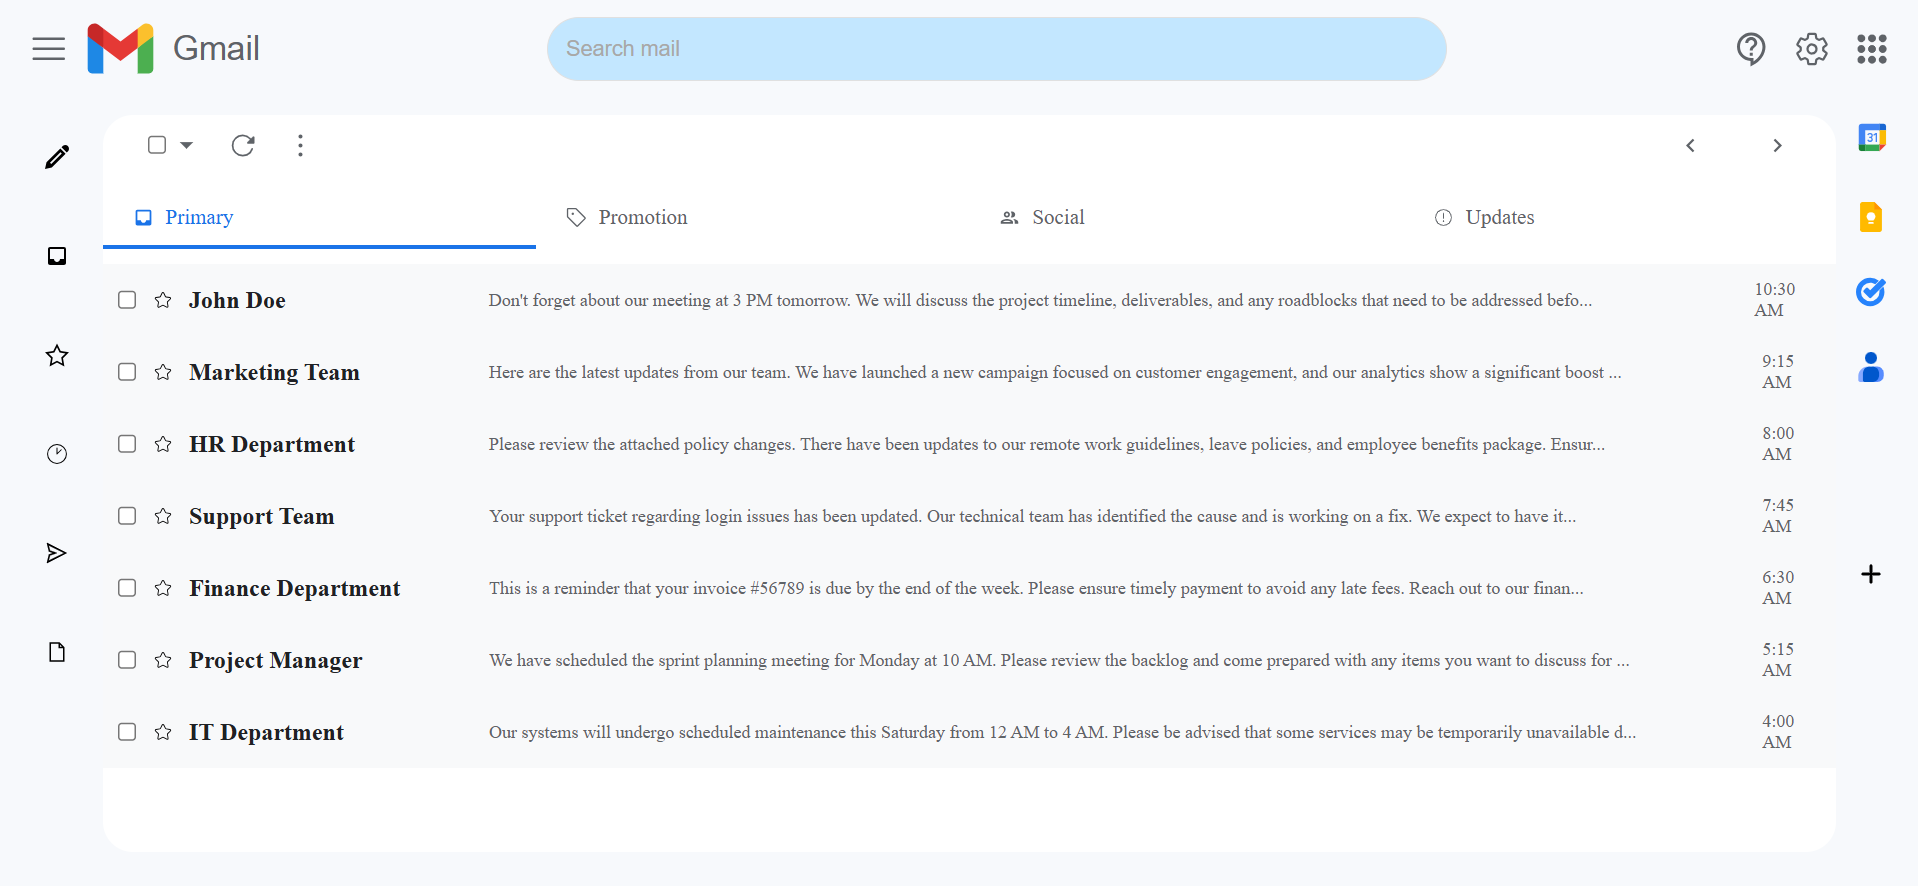 Gmail
Search mail
31
Primary
Promotion
Social
Updates
John Doe
Don't forget about our meeting at 3 PM tomorrow. We will discuss the project timeline, deliverables, and any roadblocks that need to be addressed befo...
10:30
AM
Marketing Team
Here are the latest updates from our team. We have launched a new campaign focused on customer engagement, and our analytics show a significant boost ...
9:15
AM
HR Department
Please review the attached policy changes. There have been updates to our remote work guidelines, leave policies, and employee benefits package. Ensur...
8:00
AM
Support Team
Your support ticket regarding login issues has been updated. Our technical team has identified the cause and is working on a fix. We expect to have it...
7:45
AM
Finance Department
This is a reminder that your invoice #56789 is due by the end of the week. Please ensure timely payment to avoid any late fees. Reach out to our finan...
6:30
AM
Project Manager
We have scheduled the sprint planning meeting for Monday at 10 AM. Please review the backlog and come prepared with any items you want to discuss for ...
5:15
AM
IT Department
Our systems will undergo scheduled maintenance this Saturday from 12 AM to 4 AM. Please be advised that some services may be temporarily unavailable d...
4:00
AM